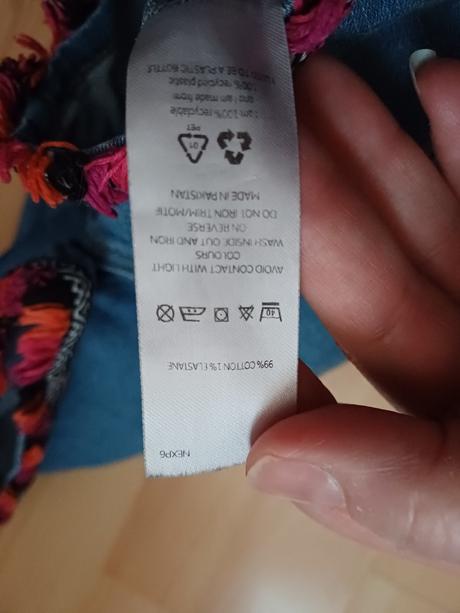 NEXP6
99% COTTON 1% ELASTANE
40
AVOID CONTACT WITH LIGHT
COLOURS
WASH INSIDE OUT AND IRON
ON REVERSE
DO NOT IRON TRIM/MOTIF
MADE IN PAKISTAN
01
PET
I am 100% recyclable
and I am made from
100% recycled plastic
I USED TO BE A PLASTIC BOTTLE